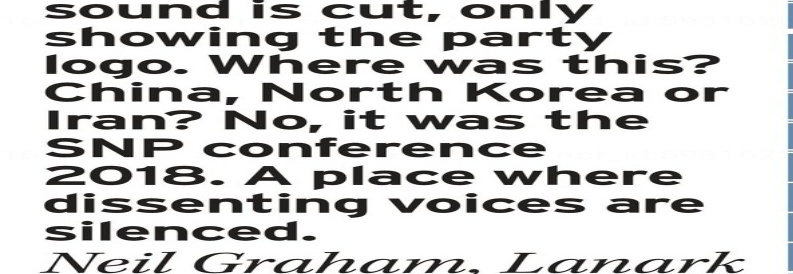 sound is cut, only
showing the party
logo. Where was this?
China, North Korea or
Iran? No, it was the
SNP conference
2018. A place where
dissenting voices are
silenced.
Neil Graham, Lanark